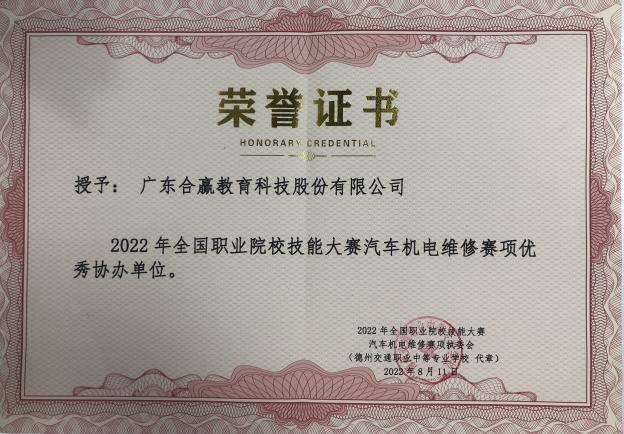 荣誉证书
HONORARY CREDENTIAL
授予： 广东合赢教育科技股份有限公司
2022 年全国职业院校技能大赛汽车机电维修赛项优
秀协办单位。
2022 年全国职业院校技能大赛
汽车机电维修赛项执委会
（德州交通职业中等专业学校 代章）
2022 年 8 月 11 日